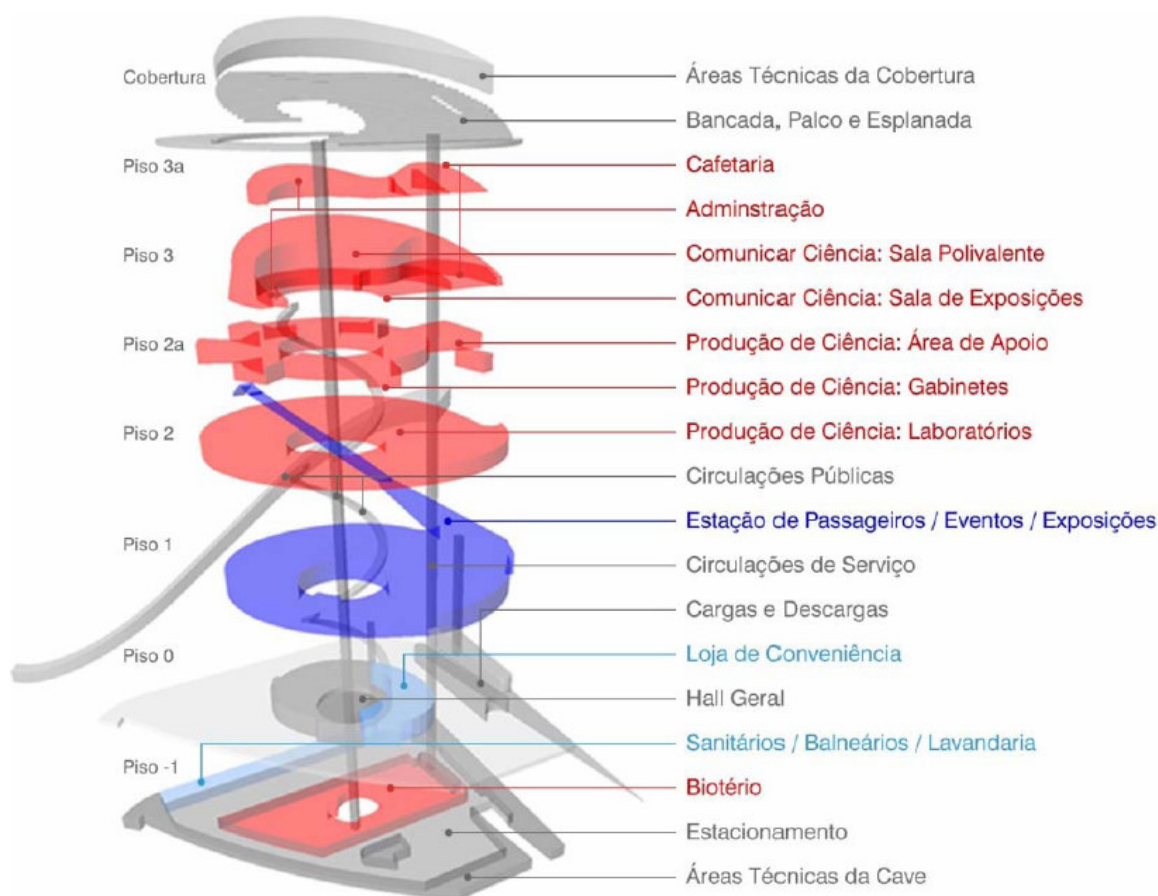 Cobertura
Áreas Técnicas da Cobertura
Bancada, Palco e Esplanada
Piso 3a
Cafetaria
Adminstração
Piso 3
Comunicar Ciência: Sala Polivalente
Comunicar Ciência: Sala de Exposições
Piso 2a
Produção de Ciência: Área de Apoio
Produção de Ciência: Gabinetes
Piso 2
Produção de Ciência: Laboratórios
Circulações Públicas
Estação de Passageiros / Eventos / Exposições
Piso 1
Circulações de Serviço
Cargas e Descargas
Piso 0
Loja de Conveniência
Hall Geral
Sanitários / Balneários / Lavandaria
Piso -1
Biotério
Estacionamento
Áreas Técnicas da Cave